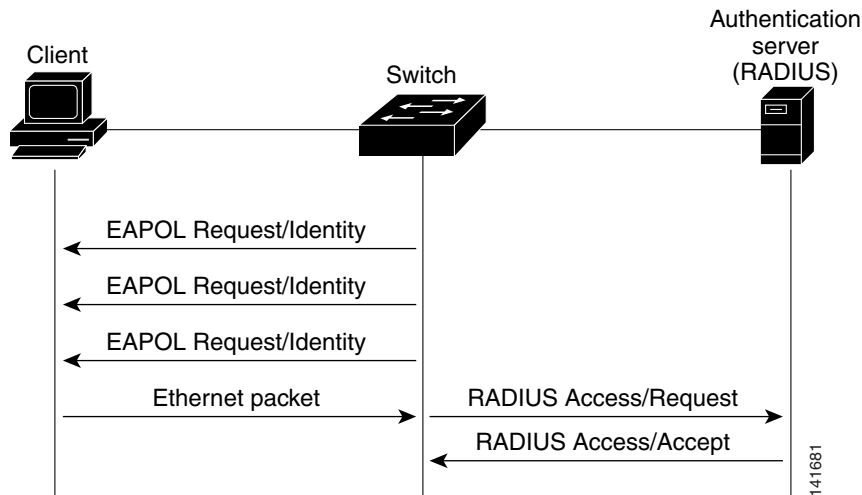 Client
Switch
Authentication
server
(RADIUS)
EAPOL Request/Identity
EAPOL Request/Identity
EAPOL Request/Identity
Ethernet packet
RADIUS Access/Request
RADIUS Access/Accept
141681